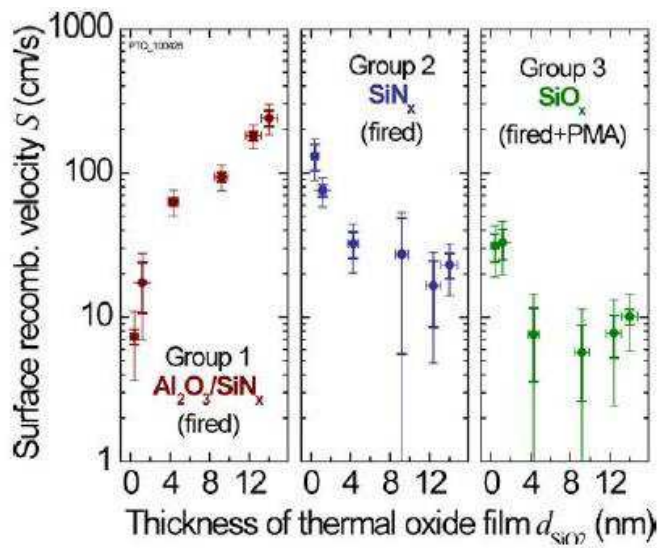 Surface recomb. velocity S (cm/s)
1000
100
10
1
Group 1
Al₂O₃/SiNₓ
(fired)
Group 2
SiNₓ
(fired)
Group 3
SiOₓ
(fired+PMA)
0 4 8 12 0 4 8 12 0 4 8 12
Thickness of thermal oxide film d_SiO2 (nm)